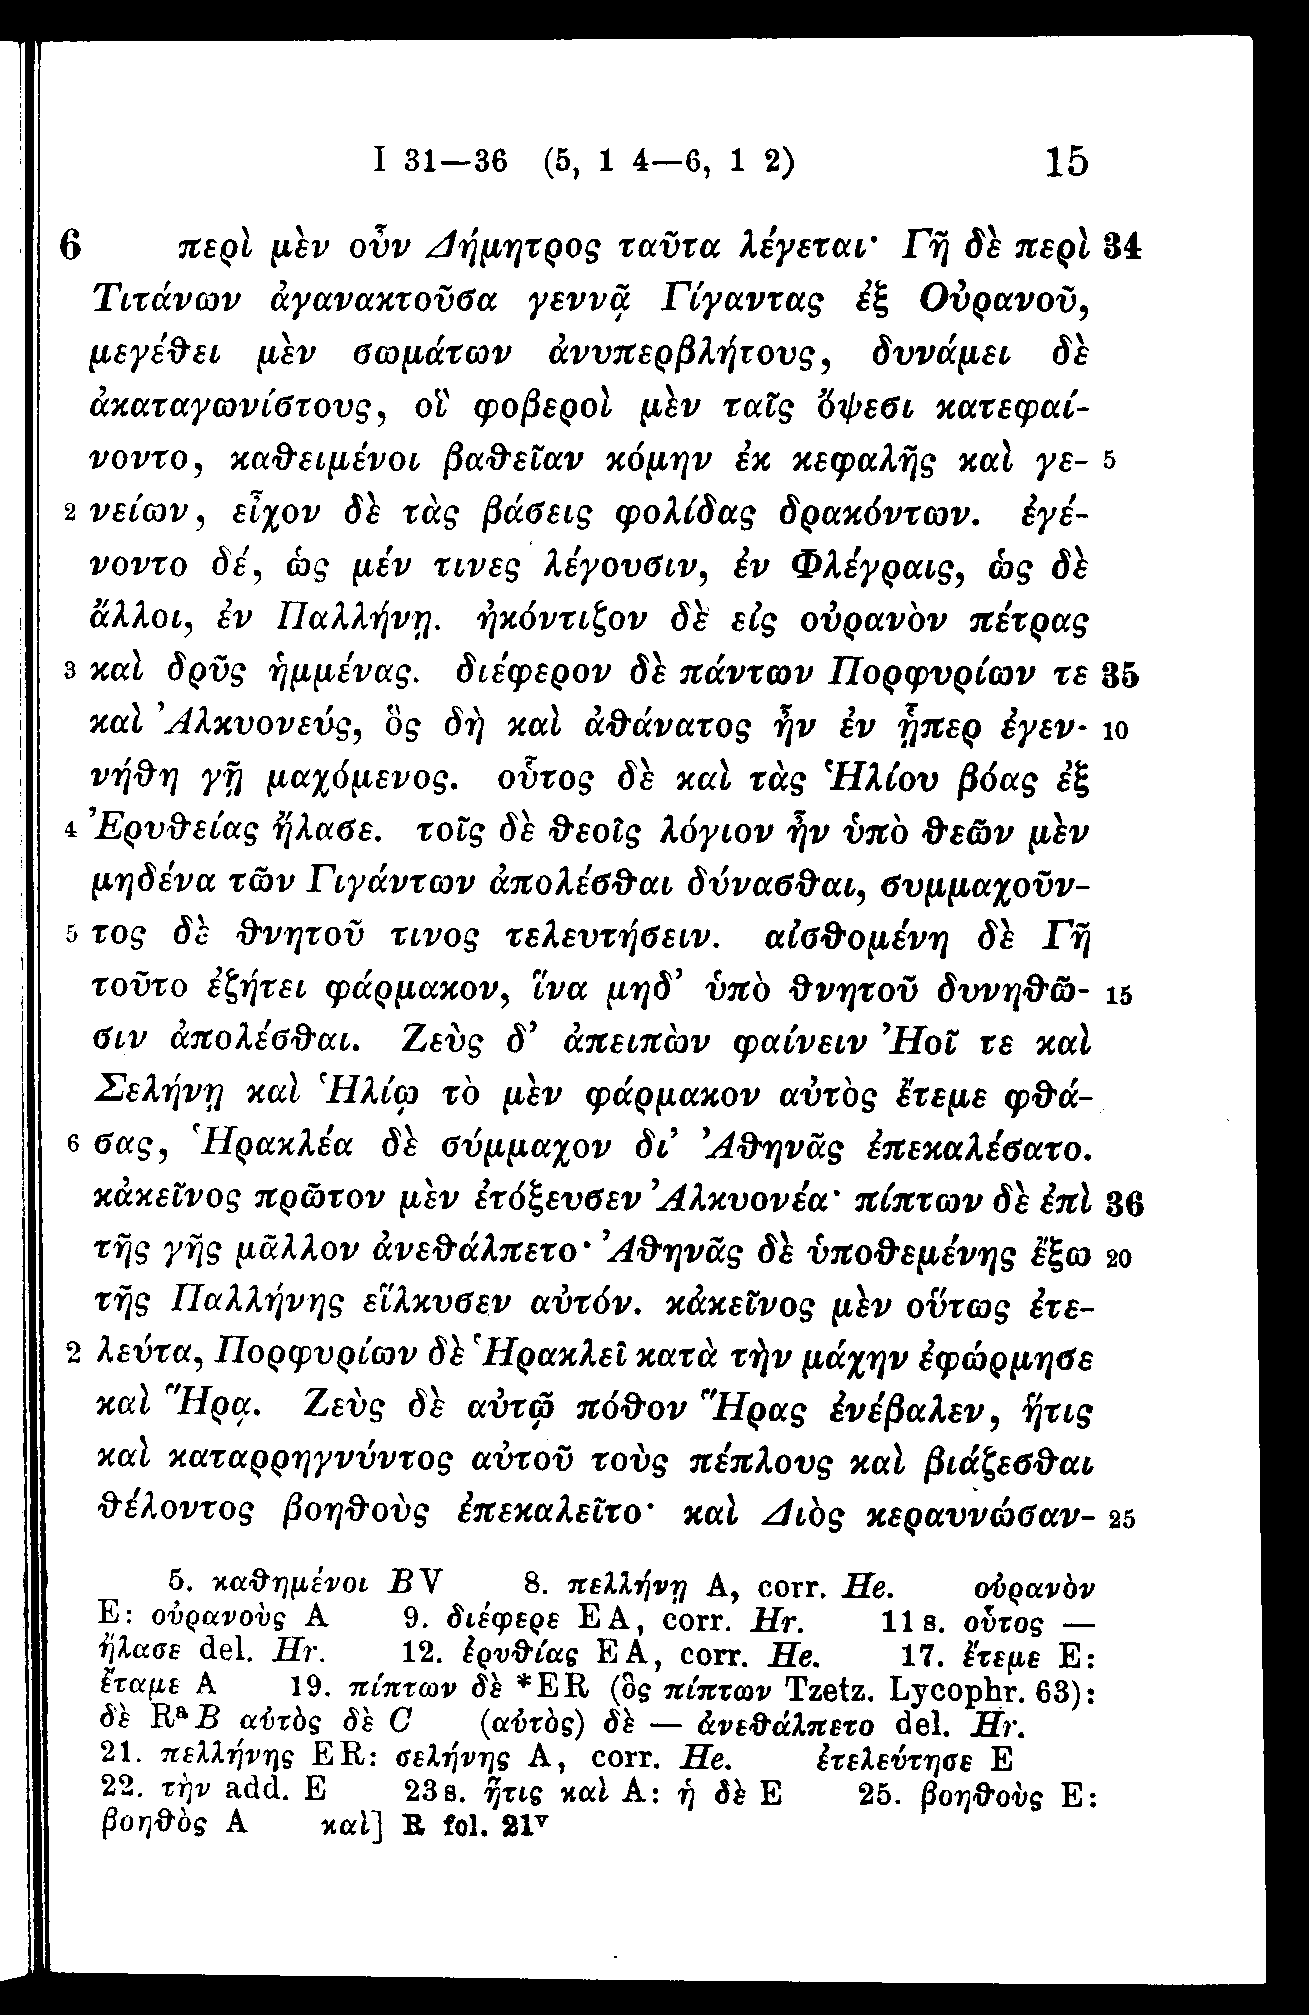 I 31—36 (5, 1 4—6, 1 2) 15
6 περὶ μὲν οὖν Δήμητρος ταῦτα λέγεται· Γῆ δὲ περὶ 34
Τιτάνων ἀγανακτοῦσα γεννᾷ Γίγαντας ἐξ Οὐρανοῦ,
μεγέθει μὲν σωμάτων ἀνυπερβλήτους, δυνάμει δὲ
ἀκαταγωνίστους, οἳ φοβεροὶ μὲν ταῖς ὄψεσι κατεφαί-
νοντο, καθειμένοι βαθεῖαν κόμην ἐκ κεφαλῆς καὶ γε- 5
2 νείων, εἶχον δὲ τὰς βάσεις φολίδας δρακόντων. ἐγέ-
νοντο δέ, ὡς μέν τινες λέγουσιν, ἐν Φλέγραις, ὡς δὲ
ἄλλοι, ἐν Παλλήνῃ. ἠκόντιζον δὲ εἰς οὐρανὸν πέτρας
3 καὶ δρῦς ἡμμένας. διέφερον δὲ πάντων Πορφυρίων τε 35
καὶ Ἀλκυονεύς, ὃς δὴ καὶ ἀθάνατος ἦν ἐν ᾗπερ ἐγεν- 10
νήθη γῇ μαχόμενος. οὗτος δὲ καὶ τὰς Ἡλίου βόας ἐξ
4 Ἐρυθείας ἤλασε. τοῖς δὲ θεοῖς λόγιον ἦν ὑπὸ θεῶν μὲν
μηδένα τῶν Γιγάντων ἀπολέσθαι δύνασθαι, συμμαχοῦν-
5 τος δὲ θνητοῦ τινος τελευτήσειν. αἰσθομένη δὲ Γῆ
τοῦτο ἐζήτει φάρμακον, ἵνα μηδ’ ὑπὸ θνητοῦ δυνηθῶ- 15
σιν ἀπολέσθαι. Ζεὺς δ’ ἀπειπὼν φαίνειν Ἠοῖ τε καὶ
Σελήνῃ καὶ Ἡλίῳ τὸ μὲν φάρμακον αὐτὸς ἔτεμε φθά-
6 σας, Ἡρακλέα δὲ σύμμαχον δι’ Ἀθηνᾶς ἐπεκαλέσατο.
κἀκεῖνος πρῶτον μὲν ἐτόξευσεν Ἀλκυονέα· πίπτων δὲ ἐπὶ 36
τῆς γῆς μᾶλλον ἀνεθάλπετο· Ἀθηνᾶς δὲ ὑποθεμένης ἔξω 20
τῆς Παλλήνης εἵλκυσεν αὐτόν. κἀκεῖνος μὲν οὕτως ἐτε-
2 λεύτα, Πορφυρίων δὲ Ἡρακλεῖ κατὰ τὴν μάχην ἐφώρμησε
καὶ Ἥρᾳ. Ζεὺς δὲ αὐτῷ πόθον Ἥρας ἐνέβαλεν, ἥτις
καὶ καταρρηγνύντος αὐτοῦ τοὺς πέπλους καὶ βιάζεσθαι
θέλοντος βοηθοὺς ἐπεκαλεῖτο· καὶ Διὸς κεραυνώσαν- 25
5. καθημένοι BV 8. πελλήνῃ A, corr. He. οὐρανὸν
E: οὐρανοὺς A 9. διέφερε EA, corr. Hr. 11 s. οὗτος —
ἤλασε del. Hr. 12. ἐρυθίας EA, corr. He. 17. ἔτεμε E:
ἔταμε A 19. πίπτων δὲ *ER (ὃς πίπτων Tzetz. Lycophr. 63):
δὲ RᵃB αὐτὸς δὲ C (αὐτὸς) δὲ — ἀνεθάλπετο del. Hr.
21. πελλήνης ER: σελήνης A, corr. He. ἐτελεύτησε E
22. τὴν add. E 23 s. ἥτις καὶ A: ἡ δὲ E 25. βοηθοὺς E:
βοηθὸς A καὶ] R fol. 21ᵛ